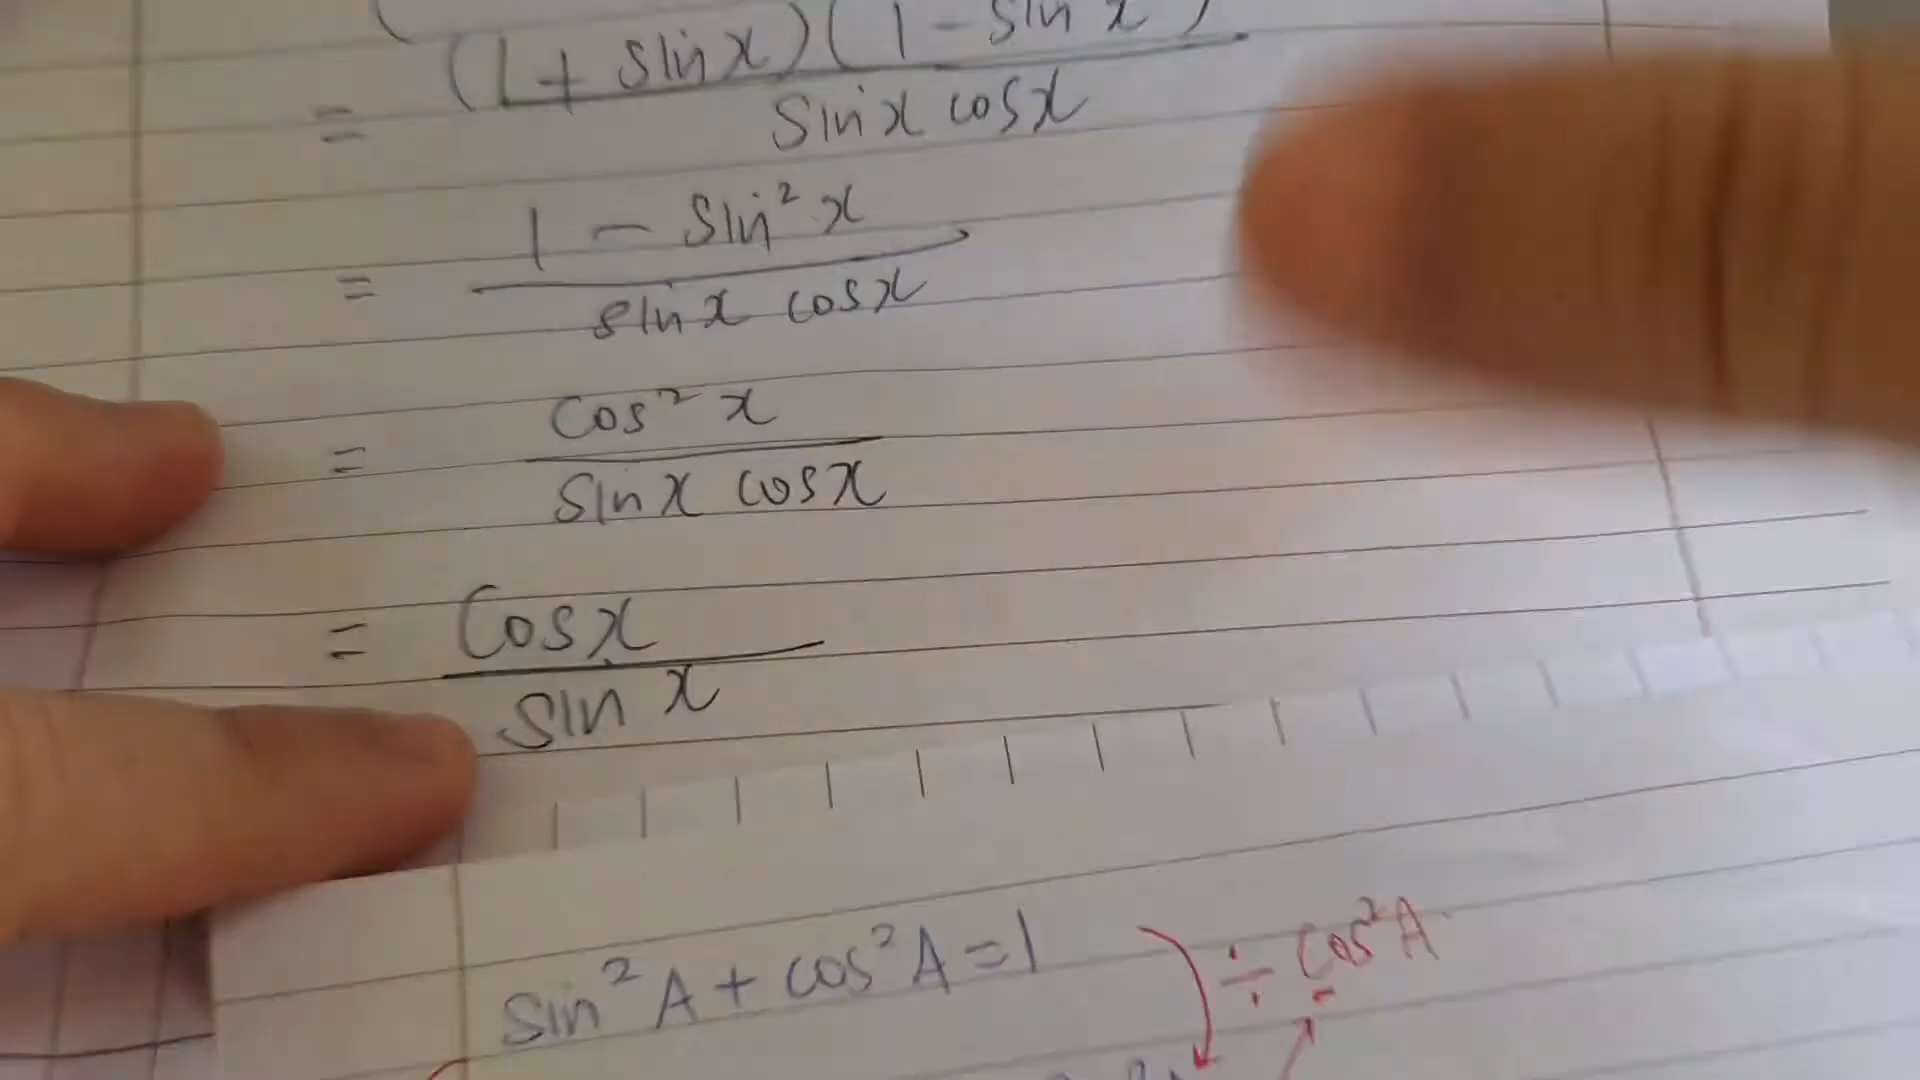 = (1 + sin x)(1 - sin x) / sin x cos x
= 1 - sin² x / sin x cos x
= cos² x / sin x cos x
= cos x / sin x
sin² A + cos² A = 1 ÷ cos² A